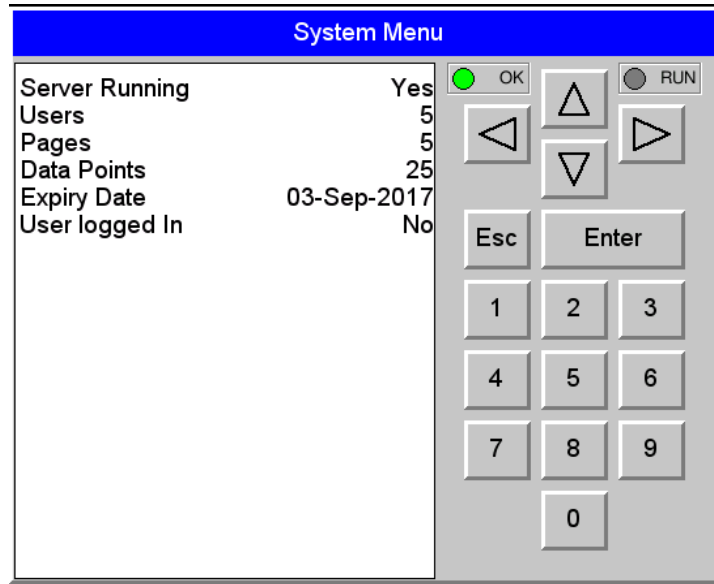 System Menu
Server Running Yes
Users 5
Pages 5
Data Points 25
Expiry Date 03-Sep-2017
User logged In No
OK RUN
Esc Enter
1 2 3
4 5 6
7 8 9
0